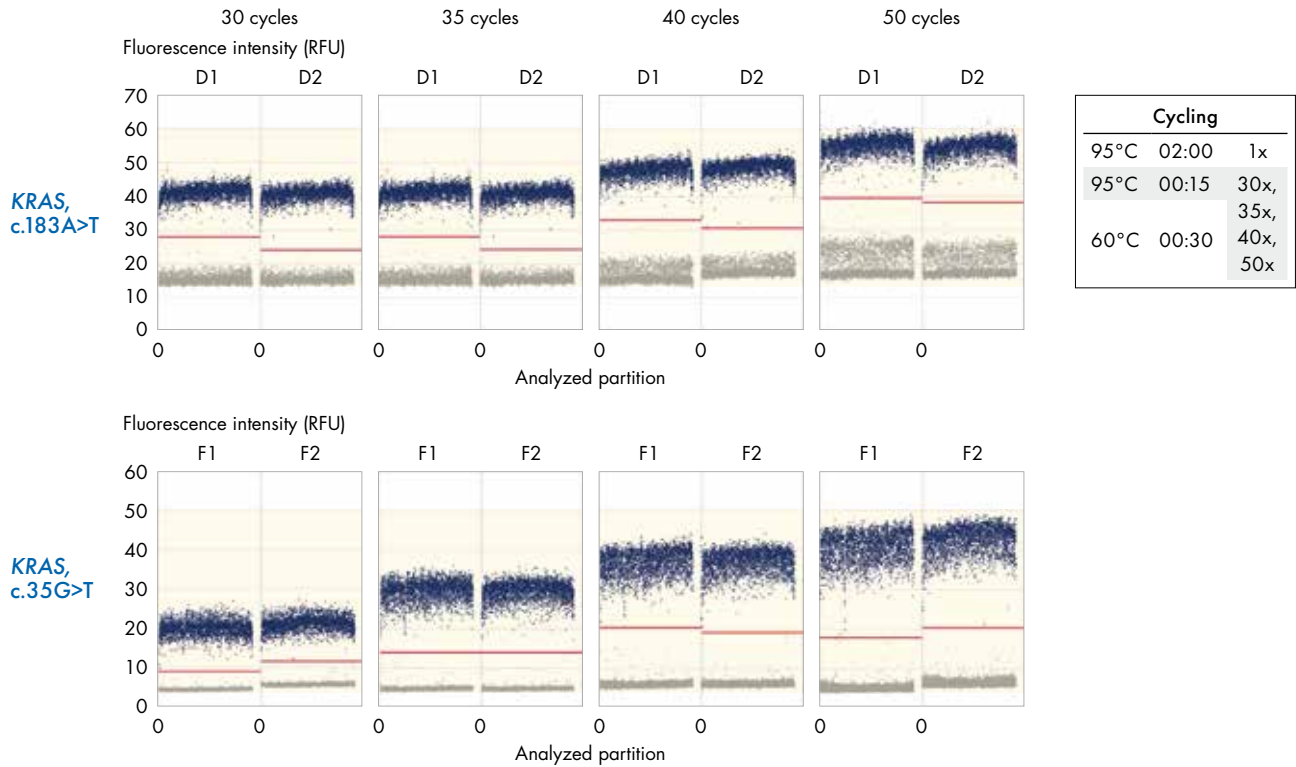 30 cycles 35 cycles 40 cycles 50 cycles
Fluorescence intensity (RFU)
D1 D2 D1 D2 D1 D2 D1 D2
70
60
50
40
30
20
10
0
KRAS,
c.183A>T
0 0 0 0 0 0 0 0
Analyzed partition
Cycling
95°C 02:00 1x
95°C 00:15 30x,
35x,
60°C 00:30 40x,
50x
Fluorescence intensity (RFU)
F1 F2 F1 F2 F1 F2 F1 F2
60
50
40
30
20
10
0
KRAS,
c.35G>T
0 0 0 0 0 0 0 0
Analyzed partition